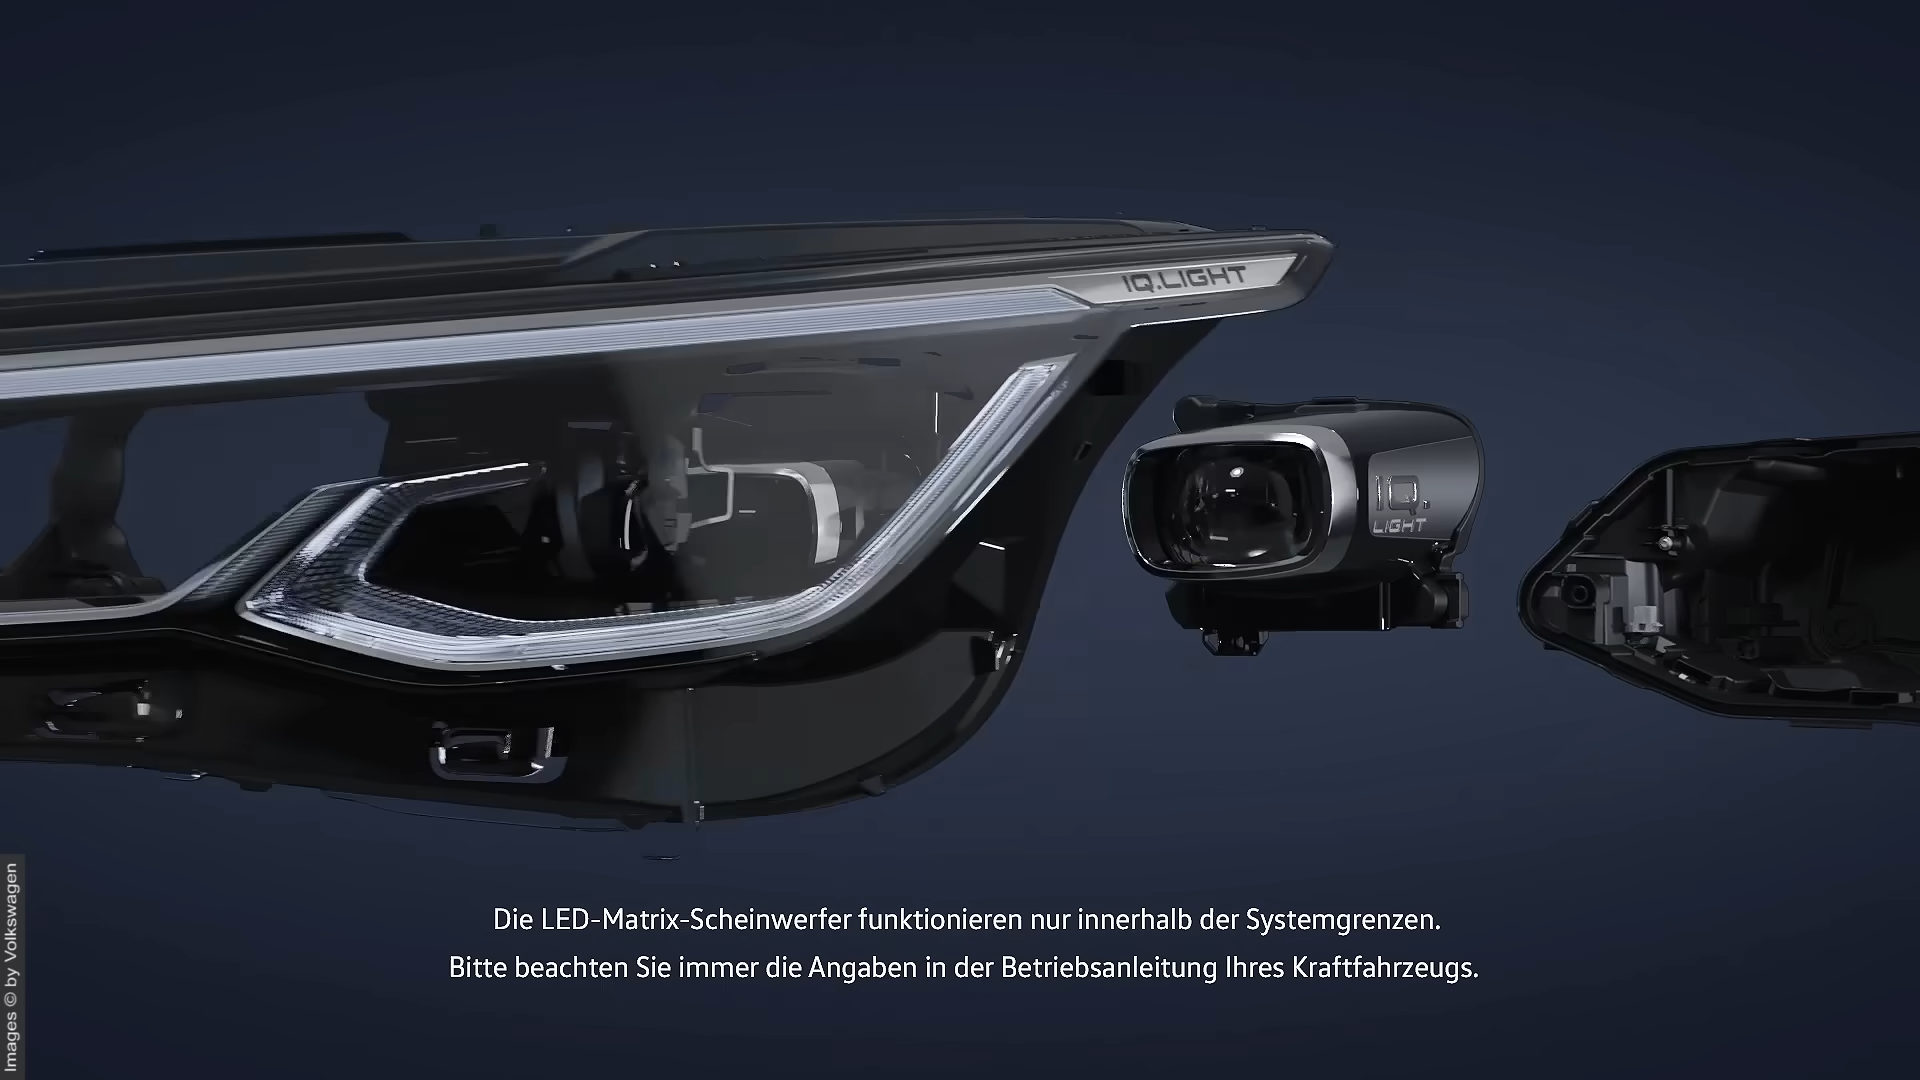 IQ.LIGHT
IQ.
LIGHT
Die LED-Matrix-Scheinwerfer funktionieren nur innerhalb der Systemgrenzen.
Bitte beachten Sie immer die Angaben in der Betriebsanleitung Ihres Kraftfahrzeugs.
Images © by Volkswagen